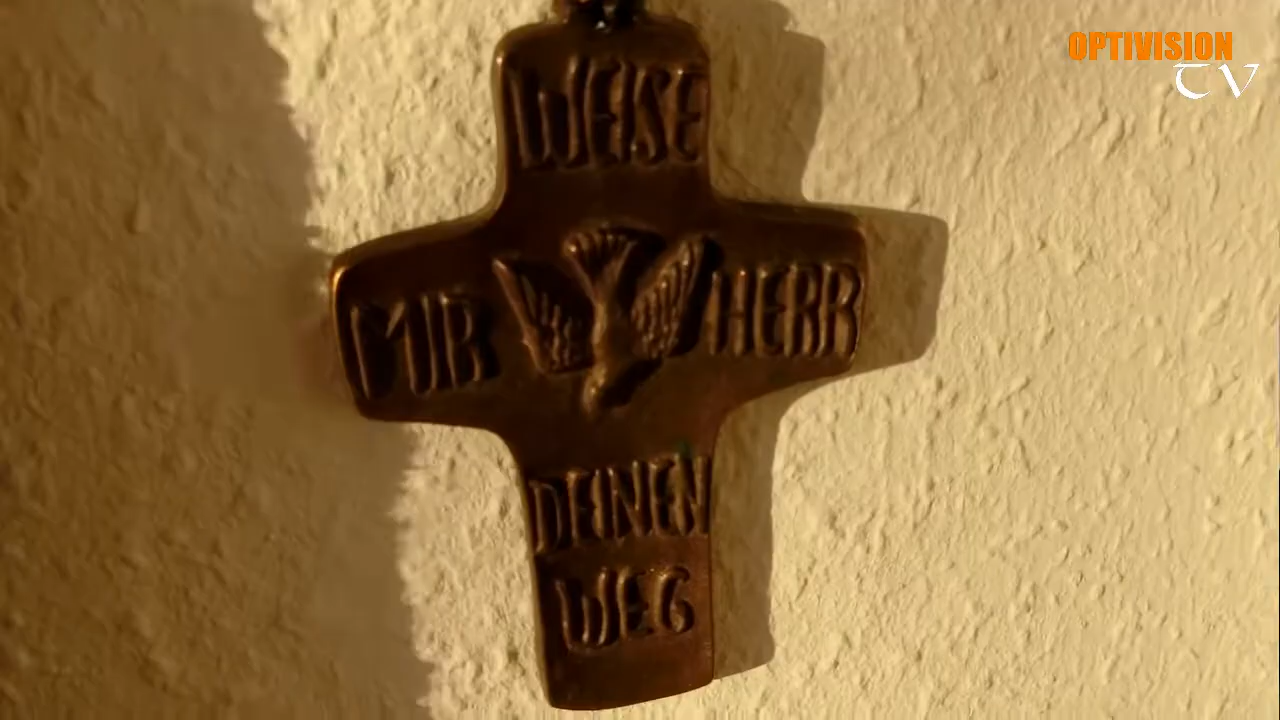 OPTIVISION
TV
WEISE
MIR HERR
DEINEN
WEG